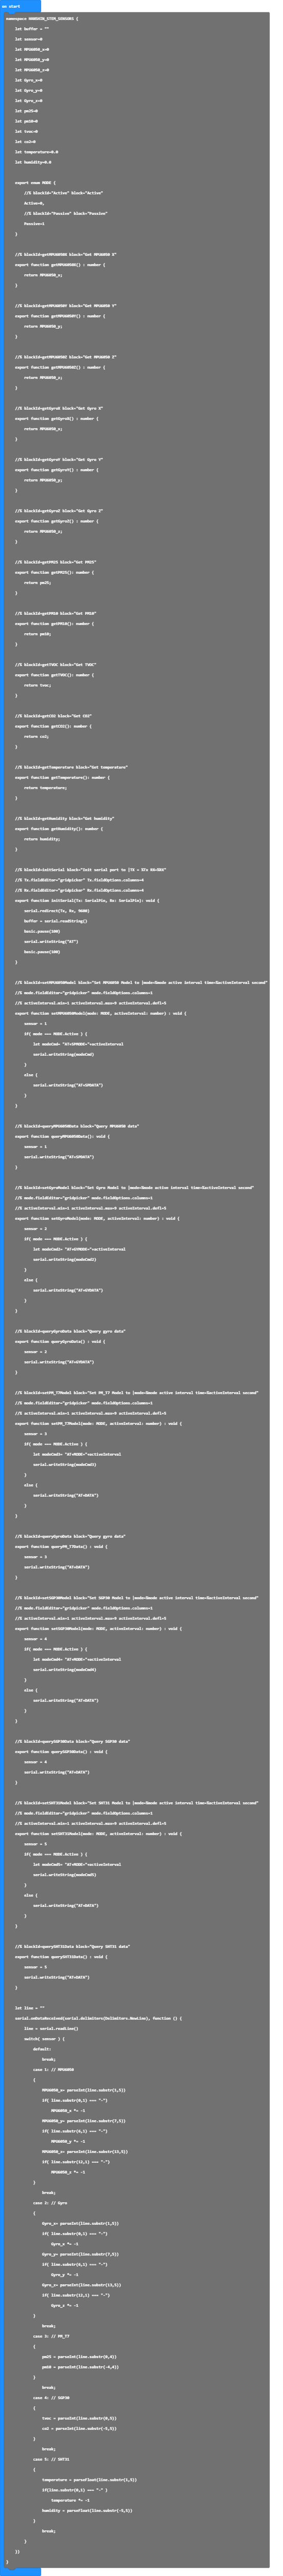 on start
namespace {
let buffer = ""
let sensor=0
let MPU6050_x=0
let MPU6050_y=0
let MPU6050_z=0
let Gyro_x=0
let Gyro_y=0
let Gyro_z=0
let pm25=0
let pm10=0
let tvoc=0
let co2=0
let temperature=0.0
let humidity=0.0
export enum MODE {
//% blockId="Active" block="Active"
Active=0,
//% blockId="Passive" block="Passive"
Passive=1
}
//% blockId=getMPU6050X block="Get MPU6050 X"
export function getMPU6050X() : number {
return MPU6050_x;
}
//% blockId=getMPU6050Y block="Get MPU6050 Y"
export function getMPU6050Y() : number {
return MPU6050_y;
}
//% blockId=getMPU6050Z block="Get MPU6050 Z"
export function getMPU6050Z() : number {
return MPU6050_z;
}
//% blockId=getGyroX block="Get Gyro X"
export function getGyroX() : number {
return MPU6050_x;
}
//% blockId=getGyroY block="Get Gyro Y"
export function getGyroY() : number {
return MPU6050_y;
}
//% blockId=getGyroZ block="Get Gyro Z"
export function getGyroZ() : number {
return MPU6050_z;
}
//% blockId=getPM25 block="Get PM25"
export function getPM25(): number {
return pm25;
}
//% blockId=getPM10 block="Get PM10"
export function getPM10(): number {
return pm10;
}
//% blockId=getTVOC block="Get TVOC"
export function getTVOC(): number {
return tvoc;
}
//% blockId=getCO2 block="Get CO2"
export function getCO2(): number {
return co2;
}
//% blockId=getTemperature block="Get temperature"
export function getTemperature(): number {
return temperature;
}
//% blockId=getHumidity block="Get humidity"
export function getHumidity(): number {
return humidity;
}
//% blockId=initSerial block="Init serial port to |TX = %Tx RX=%RX"
//% Tx.fieldEditor="gridpicker" Tx.fieldOptions.columns=4
//% Rx.fieldEditor="gridpicker" Rx.fieldOptions.columns=4
export function initSerial(Tx: SerialPin, Rx: SerialPin): void {
serial.redirect(Tx, Rx, 9600)
buffer = serial.readString()
basic.pause(100)
serial.writeString("AT")
basic.pause(100)
}
//% blockId=setMPU6050Model block="Set MPU6050 Model to |mode=%mode active interval time=%activeInterval second"
//% mode.fieldEditor="gridpicker" mode.fieldOptions.columns=1
//% activeInterval.min=1 activeInterval.max=9 activeInterval.defl=5
export function setMPU6050Model(mode: MODE, activeInterval: number) : void {
sensor = 1
if( mode === MODE.Active ) {
let modeCmd= "AT+SMODE="+activeInterval
serial.writeString(modeCmd)
}
else {
serial.writeString("AT+SMDATA")
}
}
//% blockId=queryMPU6050Data block="Query MPU6050 data"
export function queryMPU6050Data(): void {
sensor = 1
serial.writeString("AT+SMDATA")
}
//% blockId=setGyroModel block="Set Gyro Model to |mode=%mode active interval time=%activeInterval second"
//% mode.fieldEditor="gridpicker" mode.fieldOptions.columns=1
//% activeInterval.min=1 activeInterval.max=9 activeInterval.defl=5
export function setGyroModel(mode: MODE, activeInterval: number) : void {
sensor = 2
if( mode === MODE.Active ) {
let modeCmd2= "AT+GYMODE="+activeInterval
serial.writeString(modeCmd2)
}
else {
serial.writeString("AT+GYDATA")
}
}
//% blockId=queryGyroData block="Query gyro data"
export function queryGyroData() : void {
sensor = 2
serial.writeString("AT+GYDATA")
}
//% blockId=setPM_T7Model block="Set PM_T7 Model to |mode=%mode active interval time=%activeInterval second"
//% mode.fieldEditor="gridpicker" mode.fieldOptions.columns=1
//% activeInterval.min=1 activeInterval.max=9 activeInterval.defl=5
export function setPM_T7Model(mode: MODE, activeInterval: number) : void {
sensor = 3
if( mode === MODE.Active ) {
let modeCmd3= "AT+MODE="+activeInterval
serial.writeString(modeCmd3)
}
else {
serial.writeString("AT+DATA")
}
}
//% blockId=queryGyroData block="Query gyro data"
export function queryPM_T7Data() : void {
sensor = 3
serial.writeString("AT+DATA")
}
//% blockId=setSGP30Model block="Set SGP30 Model to |mode=%mode active interval time=%activeInterval second"
//% mode.fieldEditor="gridpicker" mode.fieldOptions.columns=1
//% activeInterval.min=1 activeInterval.max=9 activeInterval.defl=5
export function setSGP30Model(mode: MODE, activeInterval: number) : void {
sensor = 4
if( mode === MODE.Active ) {
let modeCmd4= "AT+MODE="+activeInterval
serial.writeString(modeCmd4)
}
else {
serial.writeString("AT+DATA")
}
}
//% blockId=querySGP30Data block="Query SGP30 data"
export function querySGP30Data() : void {
sensor = 4
serial.writeString("AT+DATA")
}
//% blockId=setSHT31Model block="Set SHT31 Model to |mode=%mode active interval time=%activeInterval second"
//% mode.fieldEditor="gridpicker" mode.fieldOptions.columns=1
//% activeInterval.min=1 activeInterval.max=9 activeInterval.defl=5
export function setSHT31Model(mode: MODE, activeInterval: number) : void {
sensor = 5
if( mode === MODE.Active ) {
let modeCmd5= "AT+MODE="+activeInterval
serial.writeString(modeCmd5)
}
else {
serial.writeString("AT+DATA")
}
}
//% blockId=querySHT31Data block="Query SHT31 data"
export function querySHT31Data() : void {
sensor = 5
serial.writeString("AT+DATA")
}
let line = ""
serial.onDataReceived(serial.delimiters(Delimiters.NewLine), function () {
line = serial.readLine()
switch( sensor ) {
default:
break;
case 1: // MPU6050
{
MPU6050_x= parseInt(line.substr(1,5))
if( line.substr(0,1) === "-")
MPU6050_x *= -1
MPU6050_y= parseInt(line.substr(7,5))
if( line.substr(6,1) === "-")
MPU6050_y *= -1
MPU6050_z= parseInt(line.substr(13,5))
if( line.substr(12,1) === "-")
MPU6050_z *= -1
}
break;
case 2: // Gyro
{
Gyro_x= parseInt(line.substr(1,5))
if( line.substr(0,1) === "-")
Gyro_x *= -1
Gyro_y= parseInt(line.substr(7,5))
if( line.substr(6,1) === "-")
Gyro_y *= -1
Gyro_z= parseInt(line.substr(13,5))
if( line.substr(12,1) === "-")
Gyro_z *= -1
}
break;
case 3: // PM_T7
{
pm25 = parseInt(line.substr(0,4))
pm10 = parseInt(line.substr(-4,4))
}
break;
case 4: // SGP30
{
tvoc = parseInt(line.substr(0,5))
co2 = parseInt(line.substr(-5,5))
}
break;
case 5: // SHT31
{
temperature = parseFloat(line.substr(1,5))
if(line.substr(0,1) === "-" )
temperature *= -1
humidity = parseFloat(line.substr(-5,5))
}
break;
}
})
}